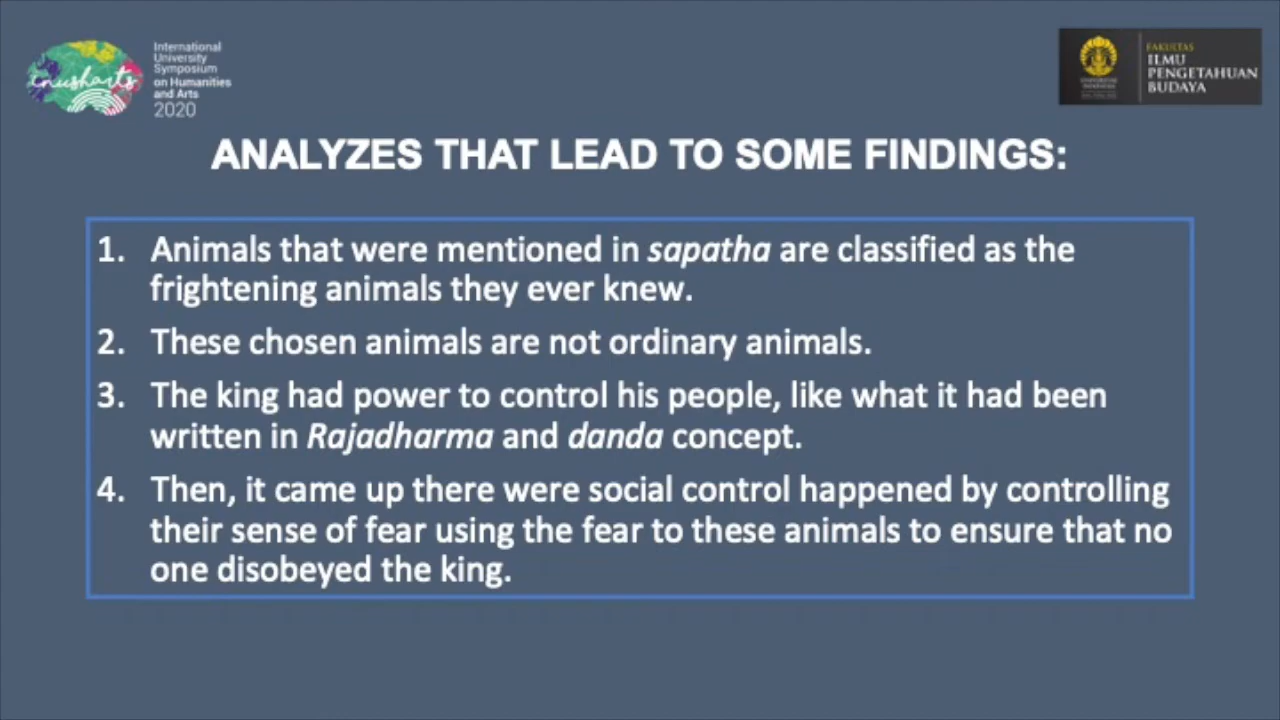 inusharts
International
University
Symposium
on Humanities
and Arts
2020
FAKULTAS
ILMU
PENGETAHUAN
BUDAYA
ANALYZES THAT LEAD TO SOME FINDINGS:
1. Animals that were mentioned in sapatha are classified as the
frightening animals they ever knew.
2. These chosen animals are not ordinary animals.
3. The king had power to control his people, like what it had been
written in Rajadharma and danda concept.
4. Then, it came up there were social control happened by controlling
their sense of fear using the fear to these animals to ensure that no
one disobeyed the king.